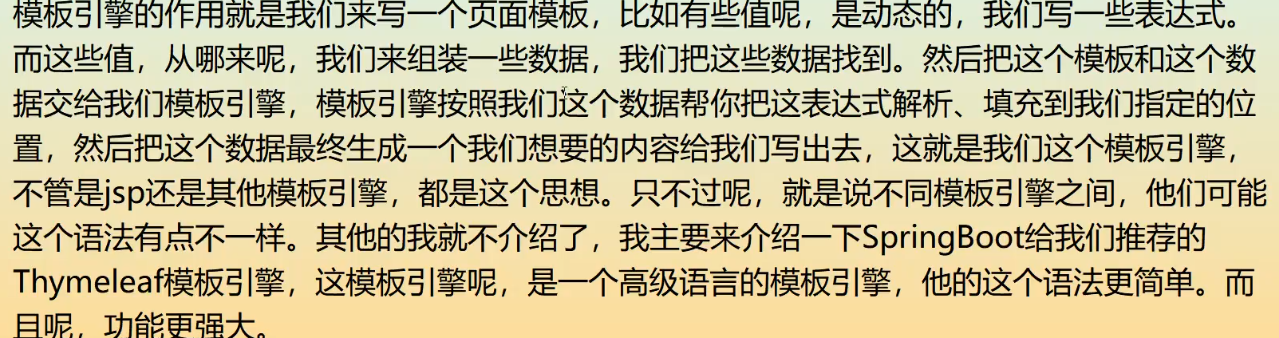 模板引擎的作用就是我们来写一个页面模板，比如有些值呢，是动态的，我们写一些表达式。
而这些值，从哪来呢，我们来组装一些数据，我们把这些数据找到。然后把这个模板和这个数
据交给我们模板引擎，模板引擎按照我们这个数据帮你把这表达式解析、填充到我们指定的位
置，然后把这个数据最终生成一个我们想要的内容给我们写出去，这就是我们这个模板引擎，
不管是jsp还是其他模板引擎，都是这个思想。只不过呢，就是说不同模板引擎之间，他们可能
这个语法有点不一样。其他的我就不介绍了，我主要来介绍一下SpringBoot给我们推荐的
Thymeleaf模板引擎，这模板引擎呢，是一个高级语言的模板引擎，他的这个语法更简单。而
且呢，功能更强大。